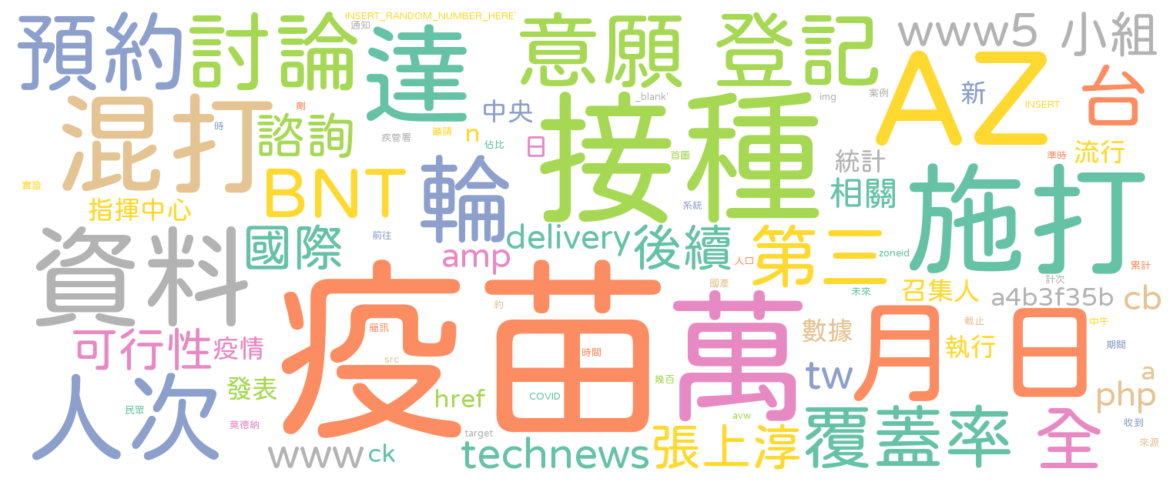 INSERT_RANDOM_NUMBER_HERE`
通知
預約
討論
達
意願
登記
www5
小組
AZ
台
混打
諮詢
時
劑
疾管署
籲請
n
中央
佔比
日
_blank`
img
案例
新
INSERT
接種
百圖
統計
準時
流行
實證
指揮中心
BNT
輪
相關
施打
系統
資料
國際
前往
amp
delivery
後續
第三
zoneid
人口
累計
國產
計次
未來
召集人
a4b3f35b
cb
約
疫苗
萬
月
日
簡訊
時間
可行性
疫情
數據
截止
中午
執行
期間
src
幾百
tw
a
php
人次
發表
民眾
href
COVID
莫德納
avw
覆蓋率
全
收到
來源
www
ck
target
technews
張上淳